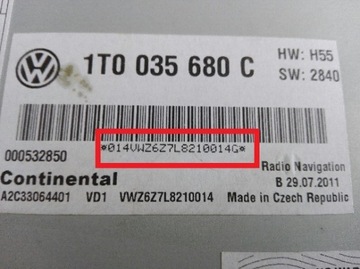 1T0 035 680 C
HW: H55
SW: 2840
*014VWZ6Z7L8210014G*
000532850
Radio Navigation
Continental
B 29.07.2011
A2C33064401 VD1 VWZ6Z7L8210014 Made in Czech Republic